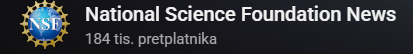 NSF
National Science Foundation News
184 tis. pretplatnika